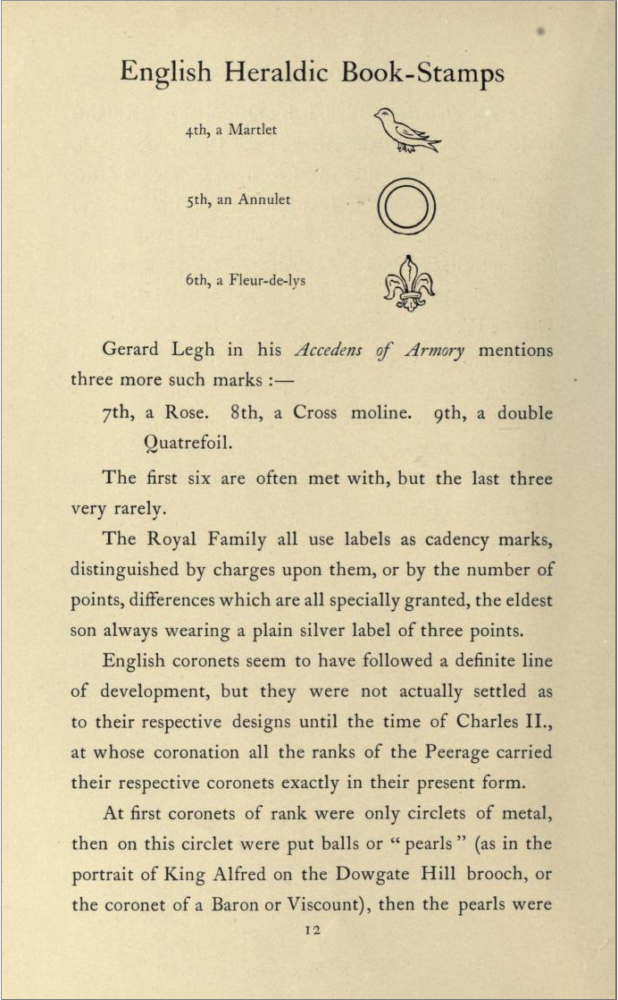 English Heraldic Book-Stamps
4th, a Martlet
5th, an Annulet
6th, a Fleur-de-lys
Gerard Legh in his Accedens of Armory mentions
three more such marks :—
7th, a Rose. 8th, a Cross moline. 9th, a double
Quatrefoil.
The first six are often met with, but the last three
very rarely.
The Royal Family all use labels as cadency marks,
distinguished by charges upon them, or by the number of
points, differences which are all specially granted, the eldest
son always wearing a plain silver label of three points.
English coronets seem to have followed a definite line
of development, but they were not actually settled as
to their respective designs until the time of Charles II.,
at whose coronation all the ranks of the Peerage carried
their respective coronets exactly in their present form.
At first coronets of rank were only circlets of metal,
then on this circlet were put balls or “ pearls ” (as in the
portrait of King Alfred on the Dowgate Hill brooch, or
the coronet of a Baron or Viscount), then the pearls were
12